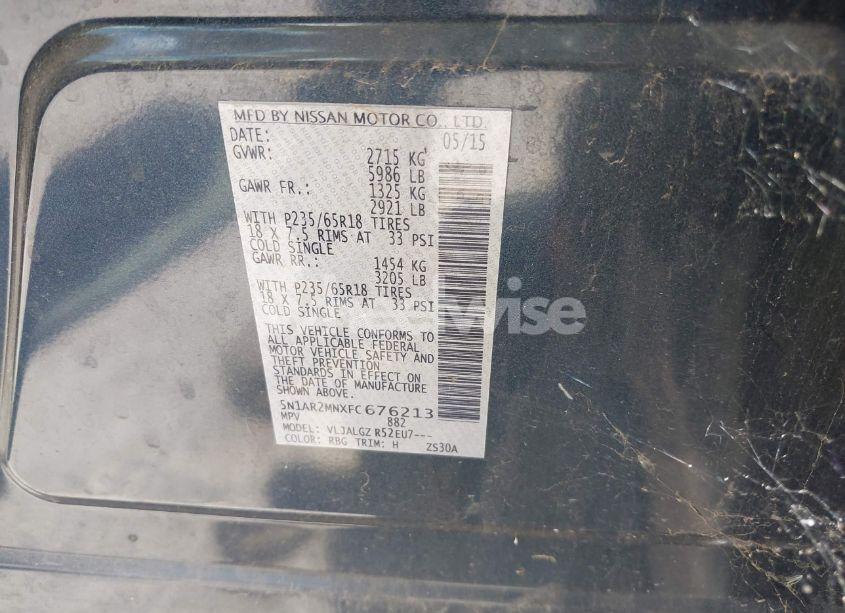 MFD BY NISSAN MOTOR CO., LTD.
DATE: 05/15
GVWR: 2715 KG
5986 LB
GAWR FR.: 1325 KG
2921 LB
WITH P235/65R18 TIRES
18 X 7.5 RIMS AT 33 PSI
COLD SINGLE
GAWR RR.: 1454 KG
3205 LB
WITH P235/65R18 TIRES
18 X 7.5 RIMS AT 33 PSI
COLD SINGLE
THIS VEHICLE CONFORMS TO
ALL APPLICABLE FEDERAL
MOTOR VEHICLE SAFETY AND
THEFT PREVENTION
STANDARDS IN EFFECT ON
THE DATE OF MANUFACTURE
SHOWN ABOVE.
5N1AR2MNXFC676213
MPV 882
MODEL: VLJALGZ R52EU7---
COLOR: RBG TRIM: H ZS30A